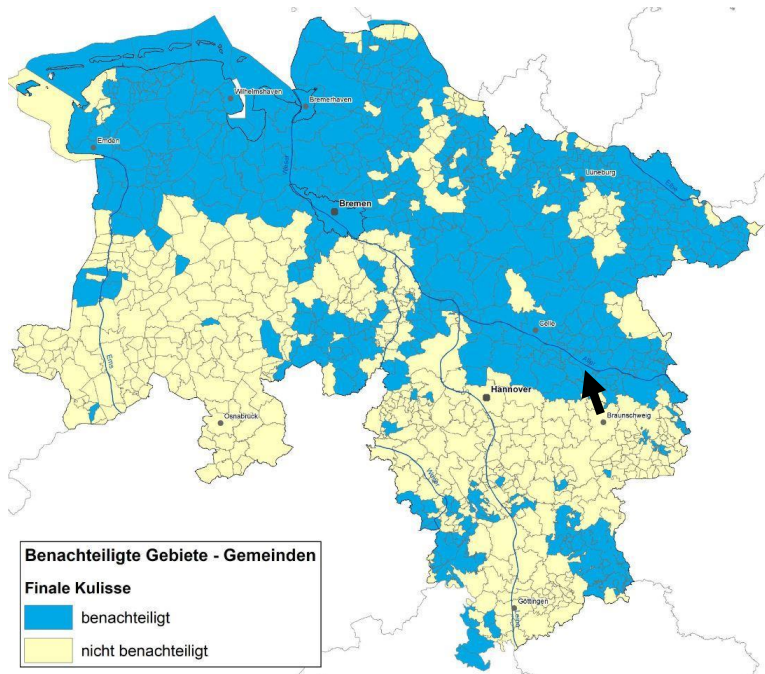 Wilhelmshaven
Bremerhaven
Emden
Weser
Lüneburg
Elbe
Bremen
Celle
Aller
Ems
Hannover
Braunschweig
Osnabrück
Weser
Göttingen
Leine
Benachteiligte Gebiete - Gemeinden
Finale Kulisse
benachteiligt
nicht benachteiligt